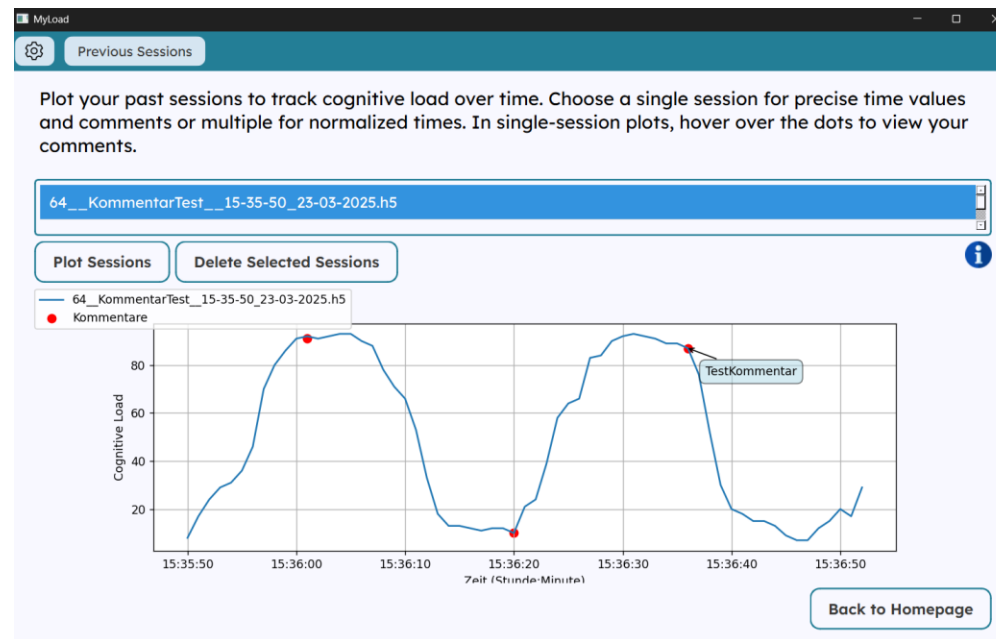 MyLoad
Previous Sessions
Plot your past sessions to track cognitive load over time. Choose a single session for precise time values
and comments or multiple for normalized times. In single-session plots, hover over the dots to view your
comments.
64__KommentarTest__15-35-50_23-03-2025.h5
Plot Sessions
Delete Selected Sessions
i
64__KommentarTest__15-35-50_23-03-2025.h5
Kommentare
80
60
40
20
Cognitive Load
TestKommentar
15:35:50
15:36:00
15:36:10
15:36:20
15:36:30
15:36:40
15:36:50
Zeit (Stunde:Minute)
Back to Homepage